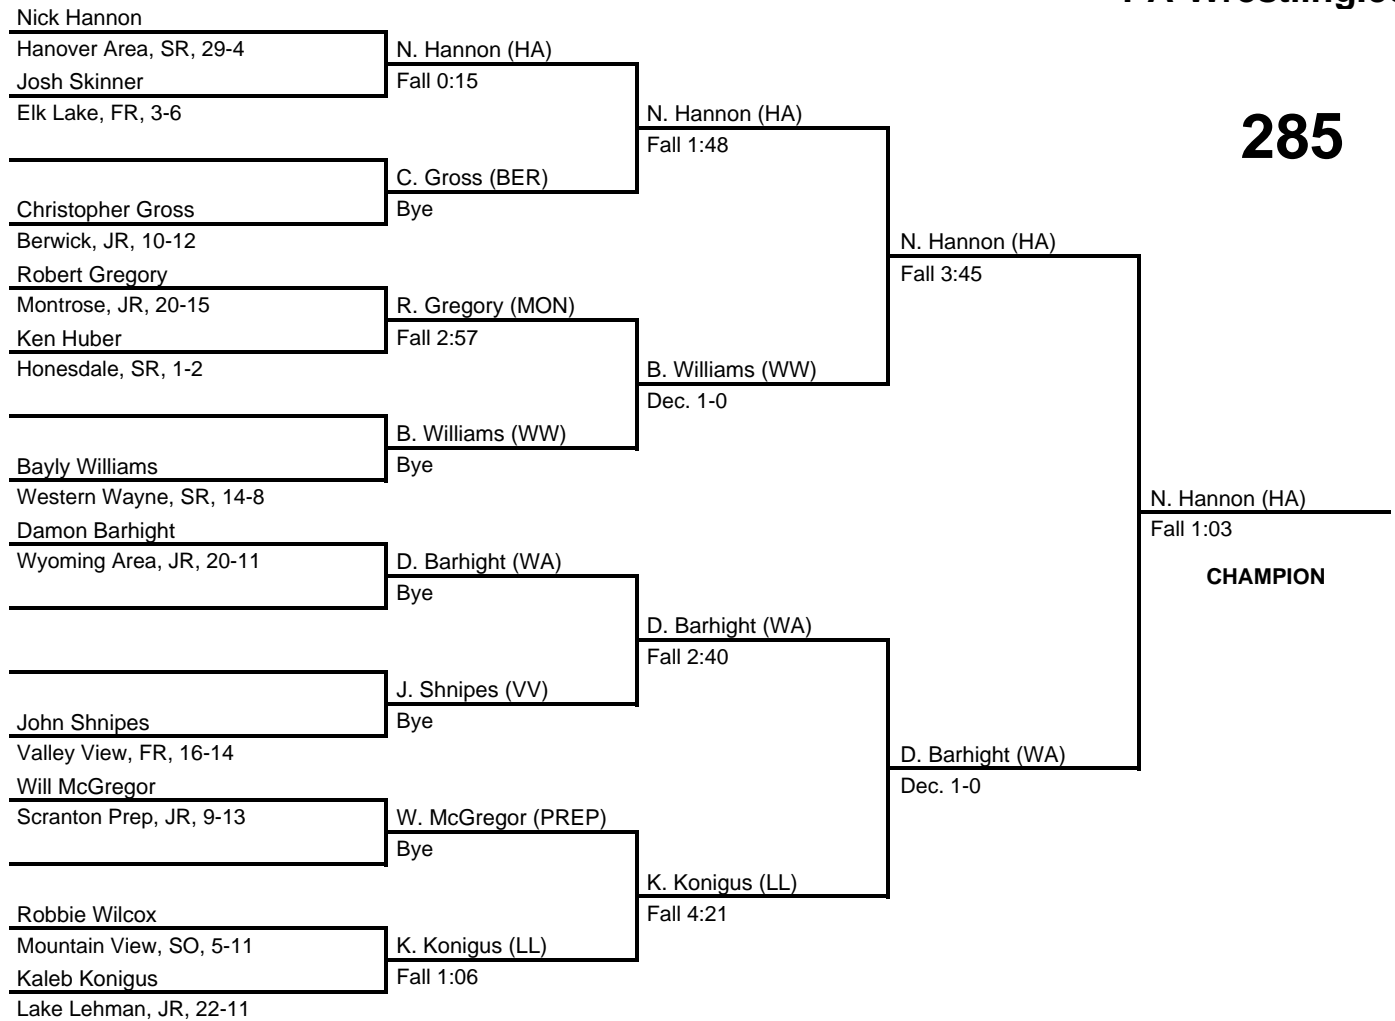 Nick Hannon
Hanover Area, SR, 29-4
Josh Skinner
Elk Lake, FR, 3-6
Christopher Gross
Berwick, JR, 10-12
Robert Gregory
Montrose, JR, 20-15
Ken Huber
Honesdale, SR, 1-2
Bayly Williams
Western Wayne, SR, 14-8
Damon Barhight
Wyoming Area, JR, 20-11
John Shnipes
Valley View, FR, 16-14
Will McGregor
Scranton Prep, JR, 9-13
Robbie Wilcox
Mountain View, SO, 5-11
Kaleb Konigus
Lake Lehman, JR, 22-11
N. Hannon (HA)
Fall 0:15
C. Gross (BER)
Bye
R. Gregory (MON)
Fall 2:57
B. Williams (WW)
Bye
D. Barhight (WA)
Bye
J. Shnipes (VV)
Bye
W. McGregor (PREP)
Bye
K. Konigus (LL)
Fall 1:06
N. Hannon (HA)
Fall 1:48
B. Williams (WW)
Dec. 1-0
D. Barhight (WA)
Fall 2:40
K. Konigus (LL)
Fall 4:21
N. Hannon (HA)
Fall 3:45
D. Barhight (WA)
Dec. 1-0
285
N. Hannon (HA)
Fall 1:03
CHAMPION